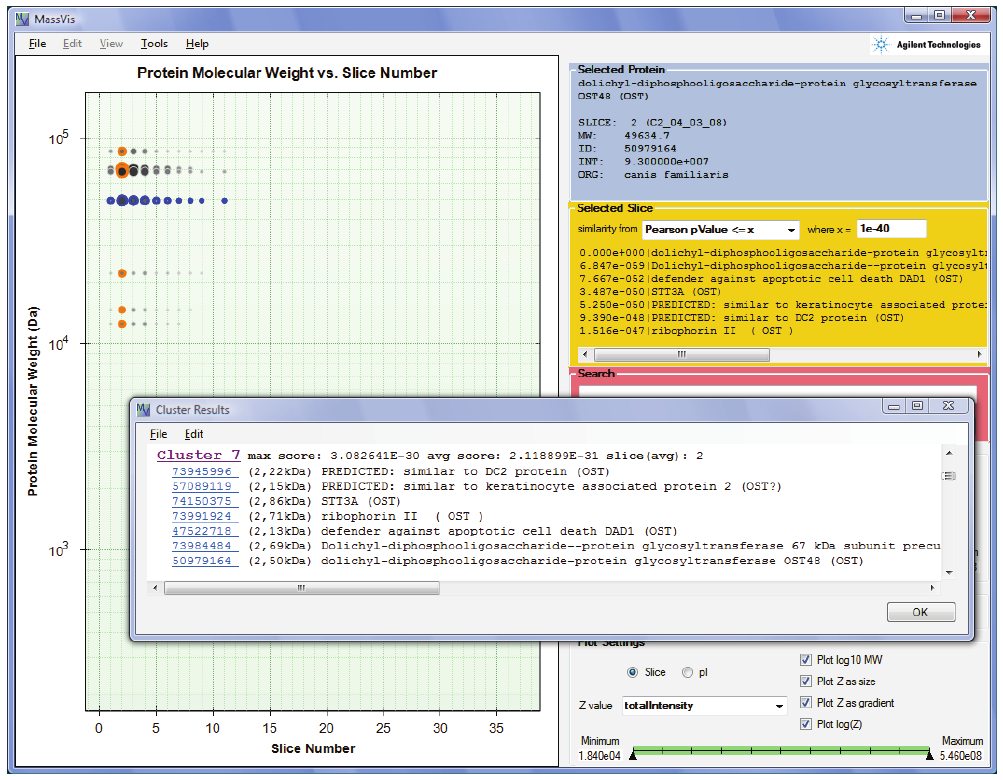 MassVis
File Edit View Tools Help
Agilent Technologies
Protein Molecular Weight vs. Slice Number
Protein Molecular Weight (Da)
10^5
10^4
10^3
0 5 10 15 20 25 30 35
Slice Number
Selected Protein
dolichyl-diphosphooligosaccharide-protein glycosyltransferase
OST48 (OST)
SLICE: 2 (C2_04_03_08)
MW: 49634.7
ID: 50979164
INT: 9.300000e+007
ORG: canis familiaris
Selected Slice
similarity from Pearson pValue <= x where x = 1e-40
0.000e+000|dolichyl-diphosphooligosaccharide-protein glycosyltr
6.847e-059|Dolichyl-diphosphooligosaccharide--protein glycosylt
7.667e-052|defender against apoptotic cell death DAD1 (OST)
3.487e-050|STT3A (OST)
5.250e-050|PREDICTED: similar to keratinocyte associated protei
9.390e-048|PREDICTED: similar to DC2 protein (OST)
1.516e-047|ribophorin II ( OST )
Search
Cluster Results
File Edit
Cluster 7 max score: 3.082641E-30 avg score: 2.118899E-31 slice(avg): 2
73945996 (2,22kDa) PREDICTED: similar to DC2 protein (OST)
57089119 (2,15kDa) PREDICTED: similar to keratinocyte associated protein 2 (OST?)
74150375 (2,86kDa) STT3A (OST)
73991924 (2,71kDa) ribophorin II ( OST )
47522718 (2,13kDa) defender against apoptotic cell death DAD1 (OST)
73984484 (2,69kDa) Dolichyl-diphosphooligosaccharide--protein glycosyltransferase 67 kDa subunit precu
50979164 (2,50kDa) dolichyl-diphosphooligosaccharide-protein glycosyltransferase OST48 (OST)
OK
Plot Settings
Slice pI
Z value totalIntensity
Plot log10 MW
Plot Z as size
Plot Z as gradient
Plot log(Z)
Minimum Maximum
1.840e04 5.460e08